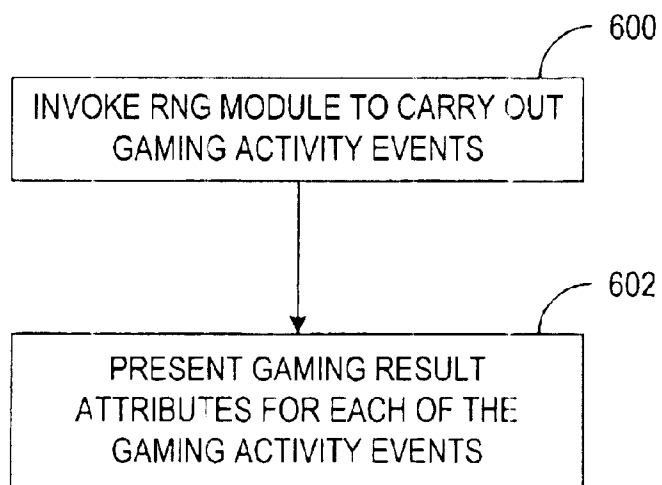 600
INVOKE RNG MODULE TO CARRY OUT
GAMING ACTIVITY EVENTS
602
PRESENT GAMING RESULT
ATTRIBUTES FOR EACH OF THE
GAMING ACTIVITY EVENTS